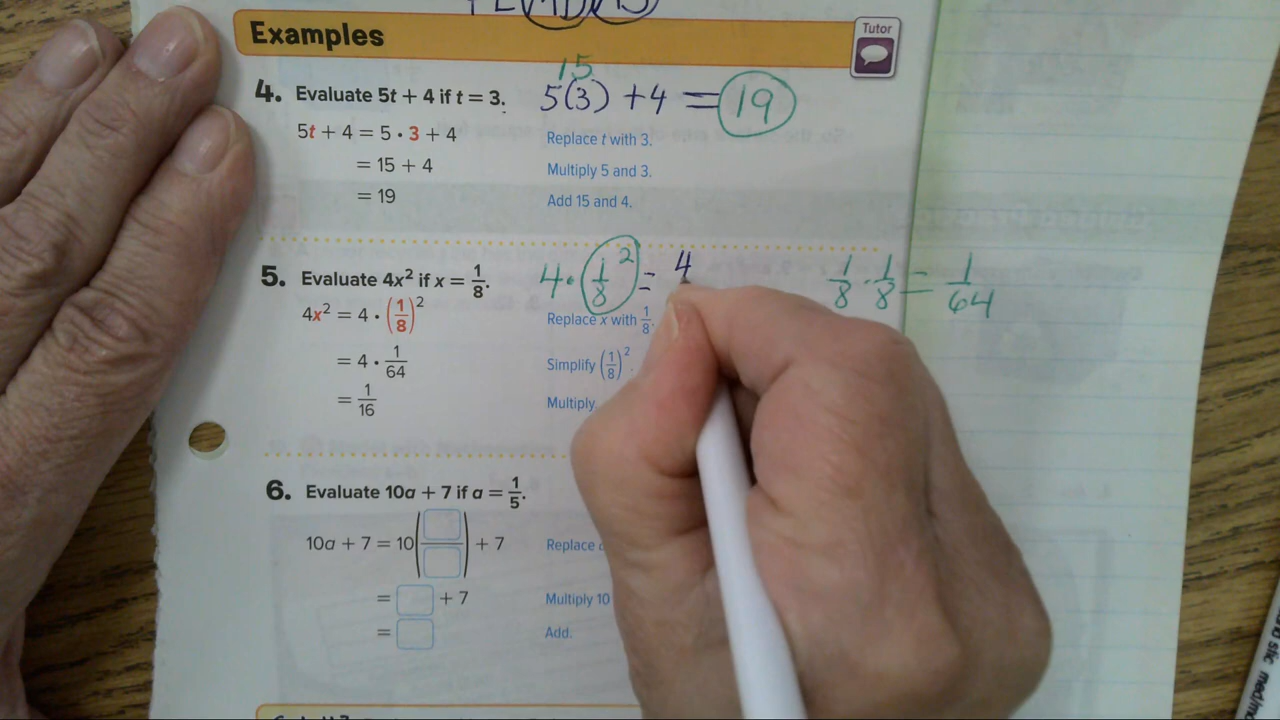 Examples
Tutor
4. Evaluate 5t + 4 if t = 3. 5(3) + 4 = 19
15
5t + 4 = 5 · 3 + 4 Replace t with 3.
= 15 + 4 Multiply 5 and 3.
= 19 Add 15 and 4.
5. Evaluate 4x² if x = 1/8. 4 · (1/8 ²) = 4 1/8 · 1/8 = 1/64
4x² = 4 · (1/8)² Replace x with 1/8.
= 4 · 1/64 Simplify (1/8)².
= 1/16 Multiply.
6. Evaluate 10a + 7 if a = 1/5.
10a + 7 = 10( ) + 7 Replace
= + 7 Multiply 10
= Add.